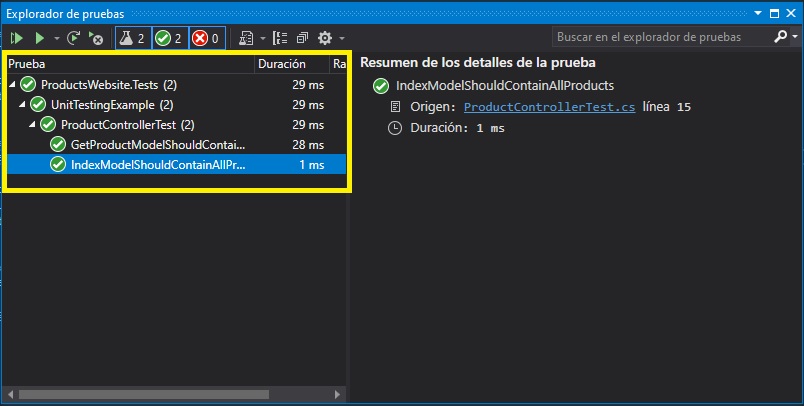 Explorador de pruebas
2 2 0
Buscar en el explorador de pruebas
Prueba Duración Ra
ProductsWebsite.Tests (2) 29 ms
UnitTestingExample (2) 29 ms
ProductControllerTest (2) 29 ms
GetProductModelShouldContai... 28 ms
IndexModelShouldContainAllPr... 1 ms
Resumen de los detalles de la prueba
IndexModelShouldContainAllProducts
Origen: ProductControllerTest.cs línea 15
Duración: 1 ms